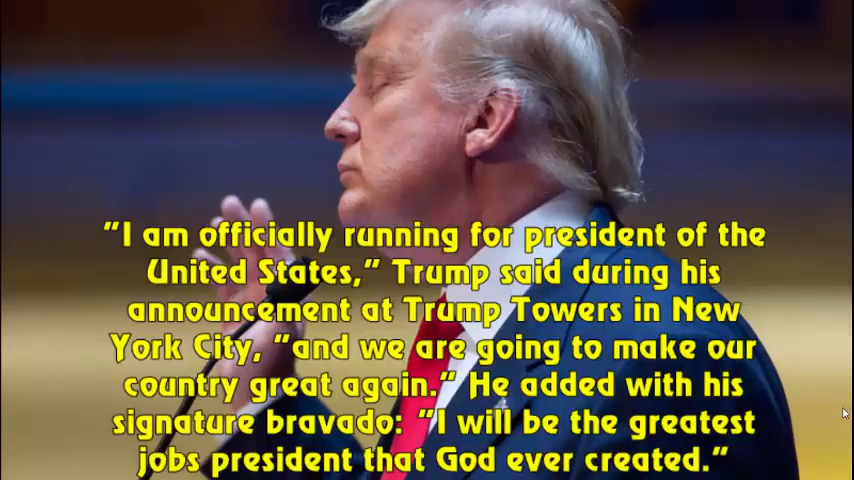 "I am officially running for president of the
United States," Trump said during his
announcement at Trump Towers in New
York City, "and we are going to make our
country great again." He added with his
signature bravado: "I will be the greatest
jobs president that God ever created."